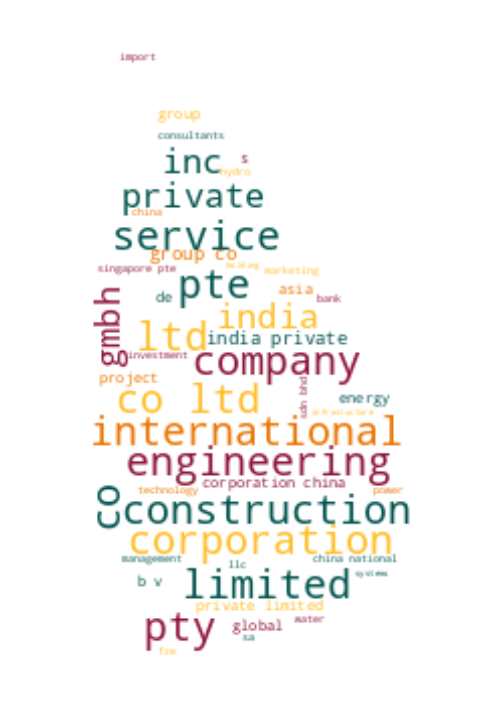 import
group
consultants
inc s
hydro
private
china
service
group co
singapore pte
holding marketing
pte
de
asia
bank
gmbh
india
ltd
india private
investment
company
project
sdn bhd
co ltd
energy
infrastructure
international
engineering
corporation china
technology
power
co
construction
corporation
management
china national
llc
systems
b v
limited
private limited
pty
global
water
sa
fze